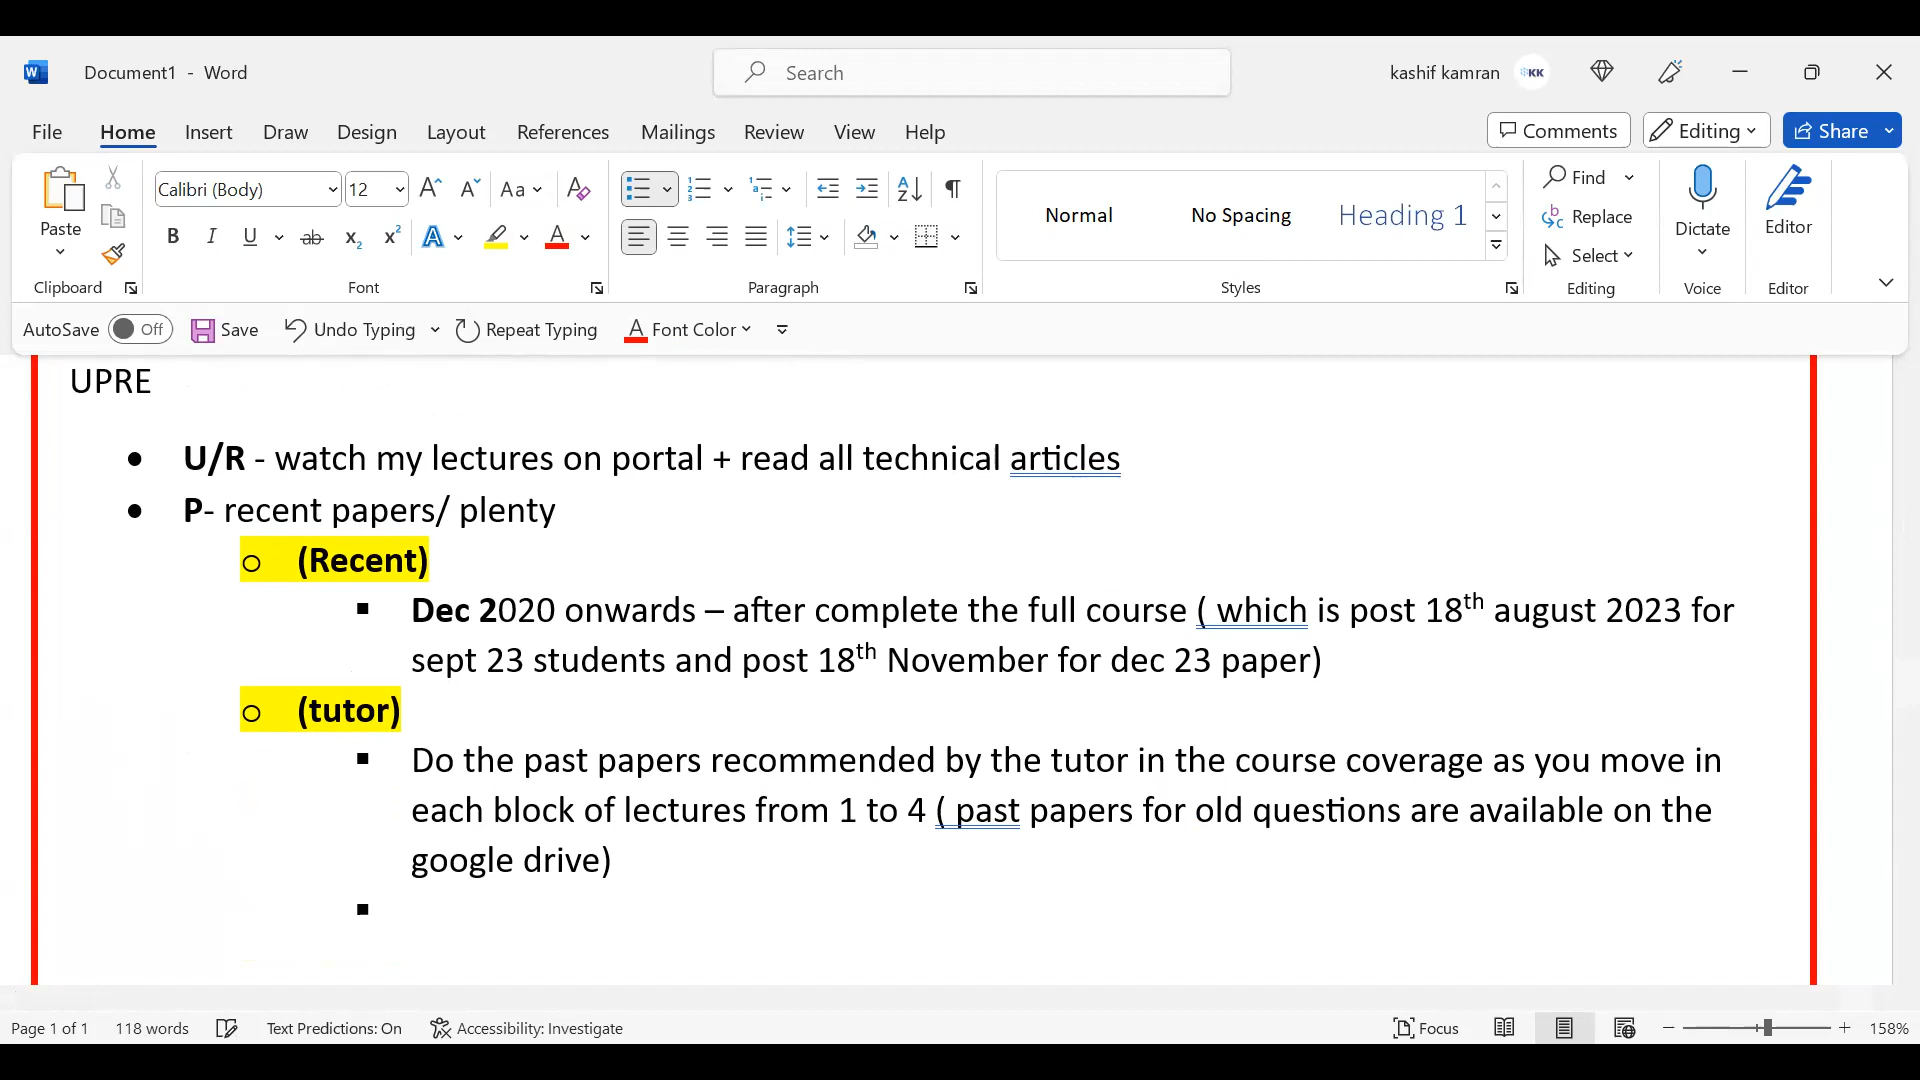 Document1 - Word
Search
kashif kamran
KK
File Home Insert Draw Design Layout References Mailings Review View Help
Comments Editing Share
Paste
Calibri (Body) 12 Aa
B I U ab x2 x2 A A
Normal No Spacing Heading 1
Find
Replace
Select
Dictate
Editor
Clipboard Font Paragraph Styles Editing Voice Editor
AutoSave Off Save Undo Typing Repeat Typing A Font Color
UPRE
• U/R - watch my lectures on portal + read all technical articles
• P- recent papers/ plenty
o (Recent)
▪ Dec 2020 onwards – after complete the full course ( which is post 18th august 2023 for
sept 23 students and post 18th November for dec 23 paper)
o (tutor)
▪ Do the past papers recommended by the tutor in the course coverage as you move in
each block of lectures from 1 to 4 ( past papers for old questions are available on the
google drive)
▪
Page 1 of 1 118 words Text Predictions: On Accessibility: Investigate Focus 158%